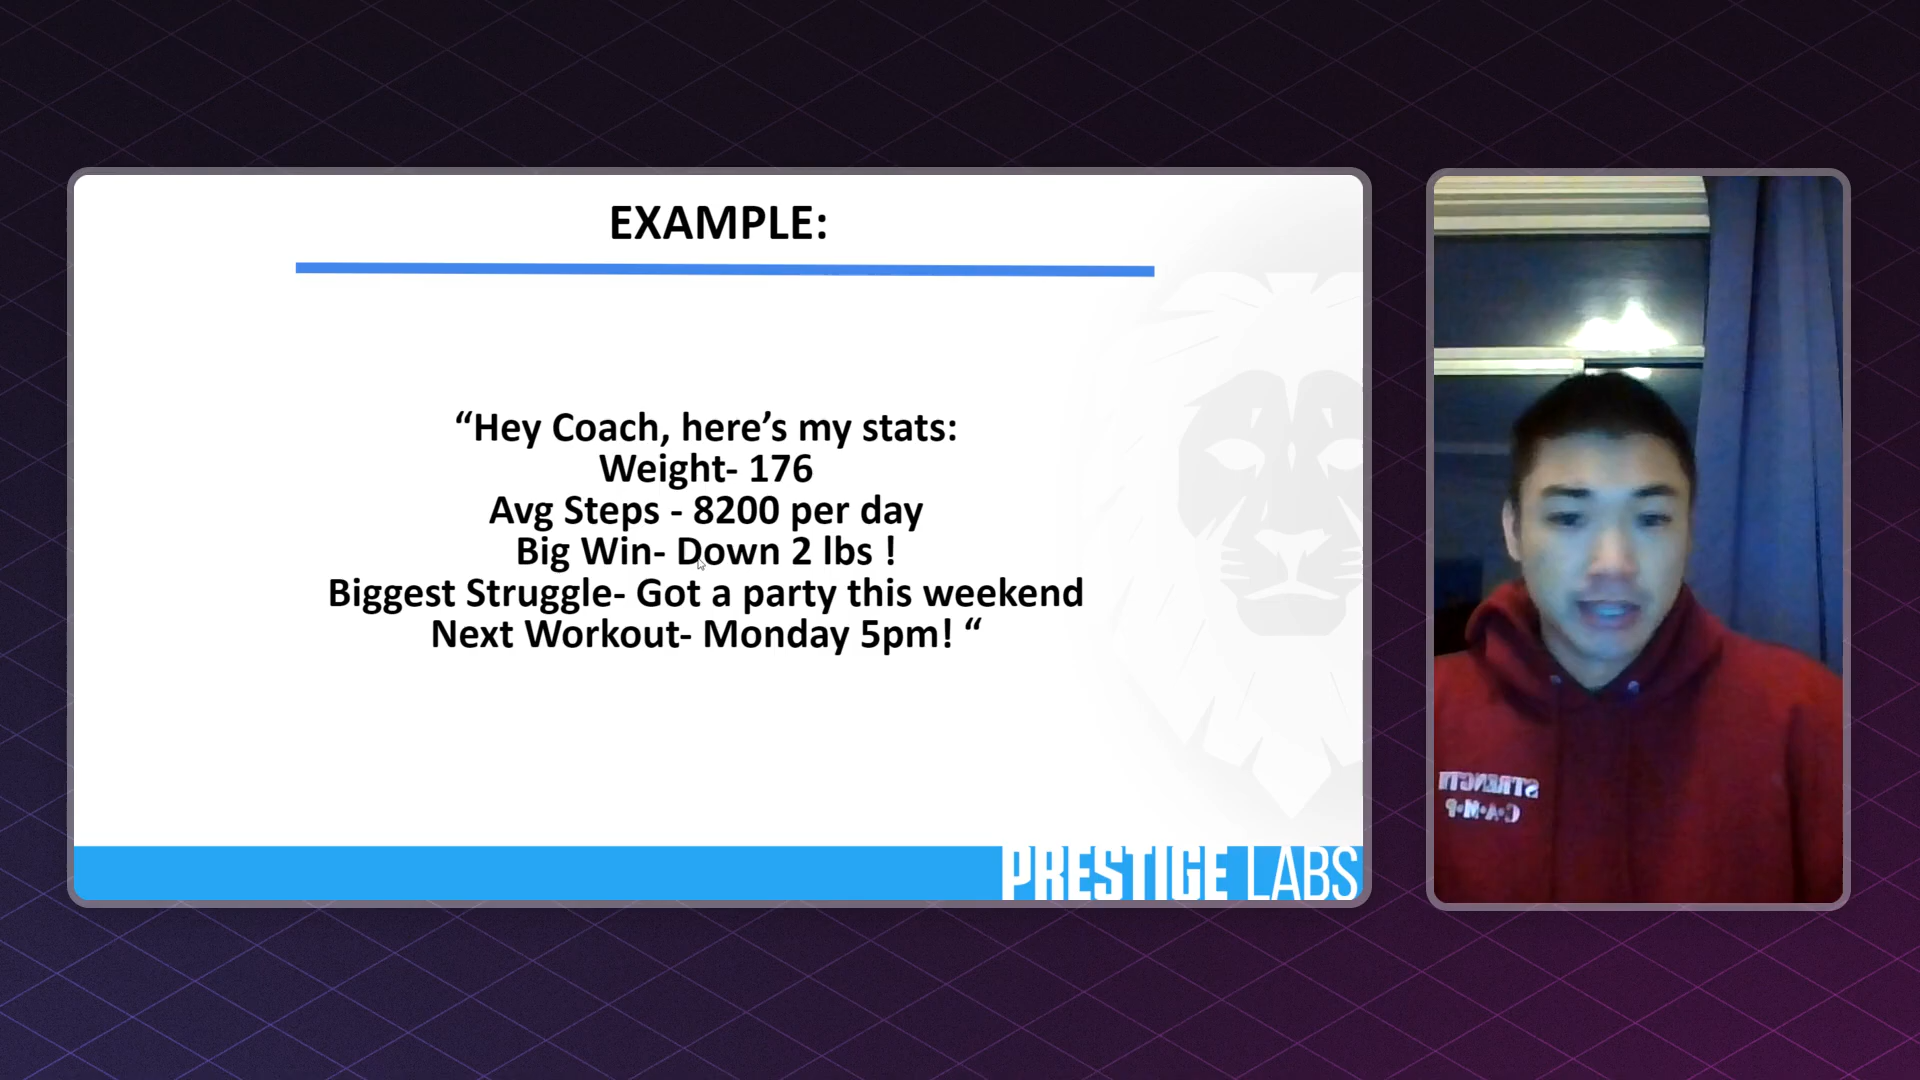 EXAMPLE:
“Hey Coach, here’s my stats:
Weight- 176
Avg Steps - 8200 per day
Big Win- Down 2 lbs !
Biggest Struggle- Got a party this weekend
Next Workout- Monday 5pm! “
PRESTIGE LABS
STRENGTH
C•A•M•P